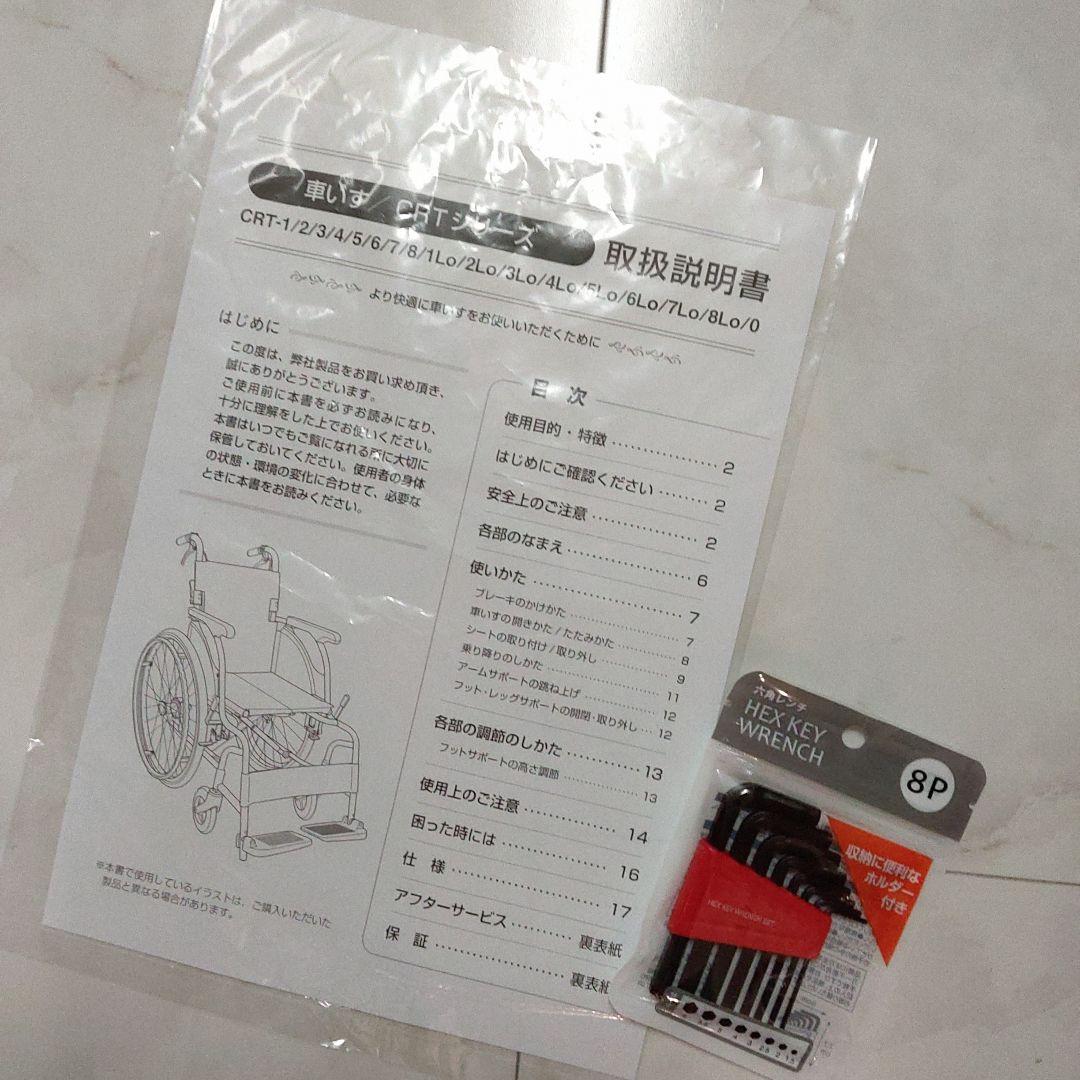 車いす/CRTシリーズ 取扱説明書
CRT-1/2/3/4/5/6/7/8/1Lo/2Lo/3Lo/4Lo/5Lo/6Lo/7Lo/8Lo/0
より快適に車いすをお使いいただくために
はじめに
この度は、弊社製品をお買い求め頂き、
誠にありがとうございます。
ご使用前に本書を必ずお読みになり、
十分に理解をした上でお使いください。
本書はいつでもご覧になれる所に大切に
保管しておいてください。使用者の身体
の状態・環境の変化に合わせて、必要な
ときに本書をお読みください。
※本書で使用しているイラストは、ご購入いただいた
製品と異なる場合があります。
目 次
使用目的・特徴 ……………… 2
はじめにご確認ください ……… 2
安全上のご注意 ……………… 2
各部のなまえ ………………… 6
使いかた ……………………… 7
ブレーキのかけかた ……………… 7
車いすの開きかた/たたみかた ……… 8
シートの取り付け/取り外し ………… 9
乗り降りのしかた ………………… 11
アームサポートの跳ね上げ ………… 12
フット・レッグサポートの開閉・取り外し … 12
各部の調節のしかた ………… 13
フットサポートの高さ調節 ………… 13
使用上のご注意 ……………… 14
困った時には ………………… 16
仕 様 ………………………… 17
アフターサービス ………… 裏表紙
保 証 ……………………… 裏表紙
六角レンチ
HEX KEY
WRENCH
8P
収納に便利な
ホルダー
付き
HEX KEY WRENCH SET
6 5 4 3 2.5 2 1.5